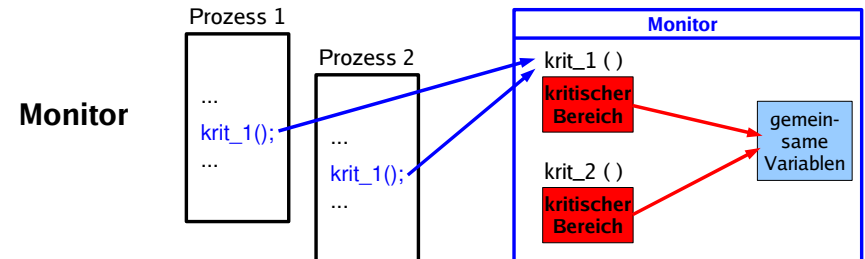 Monitor
Prozess 1
...
krit_1();
...
Prozess 2
...
krit_1();
...
Monitor
krit_1 ( )
kritischer
Bereich
krit_2 ( )
kritischer
Bereich
gemein-
same
Variablen